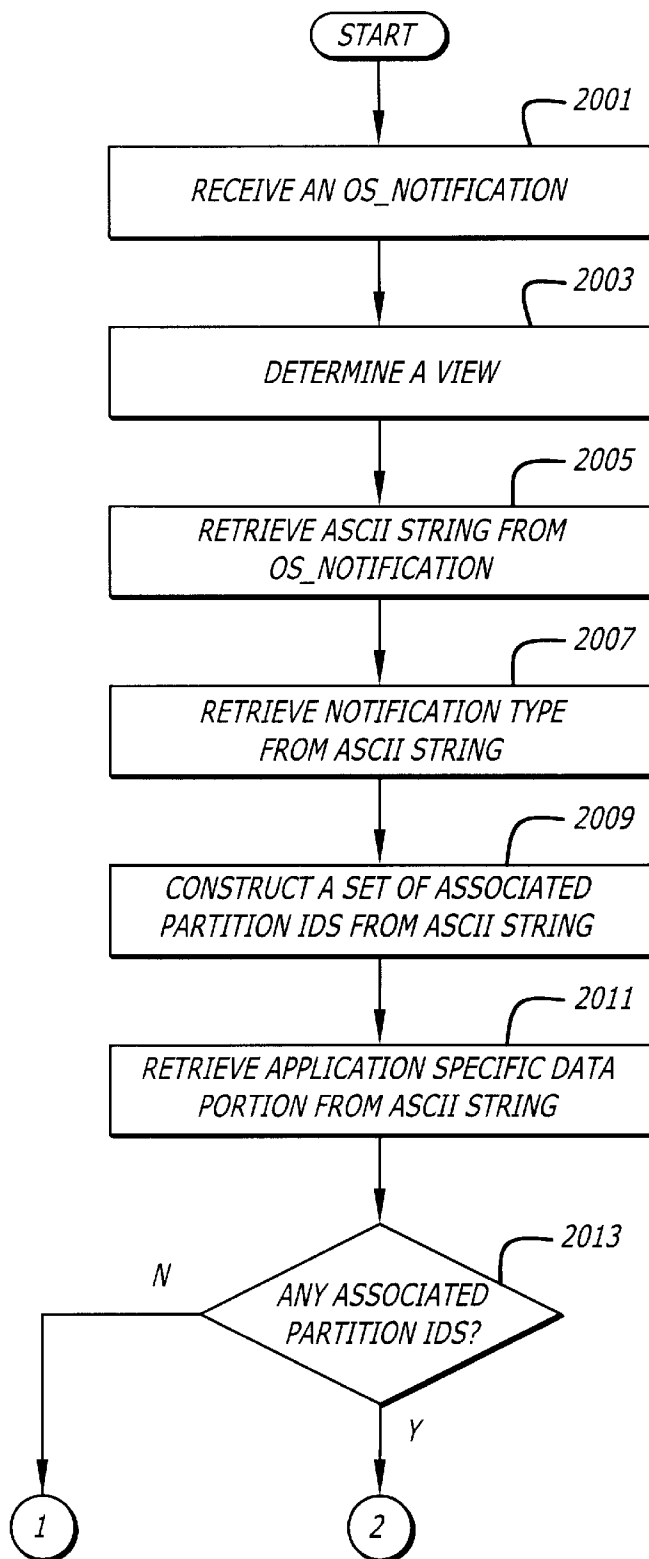 START
2001
RECEIVE AN OS_NOTIFICATION
2003
DETERMINE A VIEW
2005
RETRIEVE ASCII STRING FROM
OS_NOTIFICATION
2007
RETRIEVE NOTIFICATION TYPE
FROM ASCII STRING
2009
CONSTRUCT A SET OF ASSOCIATED
PARTITION IDS FROM ASCII STRING
2011
RETRIEVE APPLICATION SPECIFIC DATA
PORTION FROM ASCII STRING
2013
N
ANY ASSOCIATED
PARTITION IDS?
Y
1
2